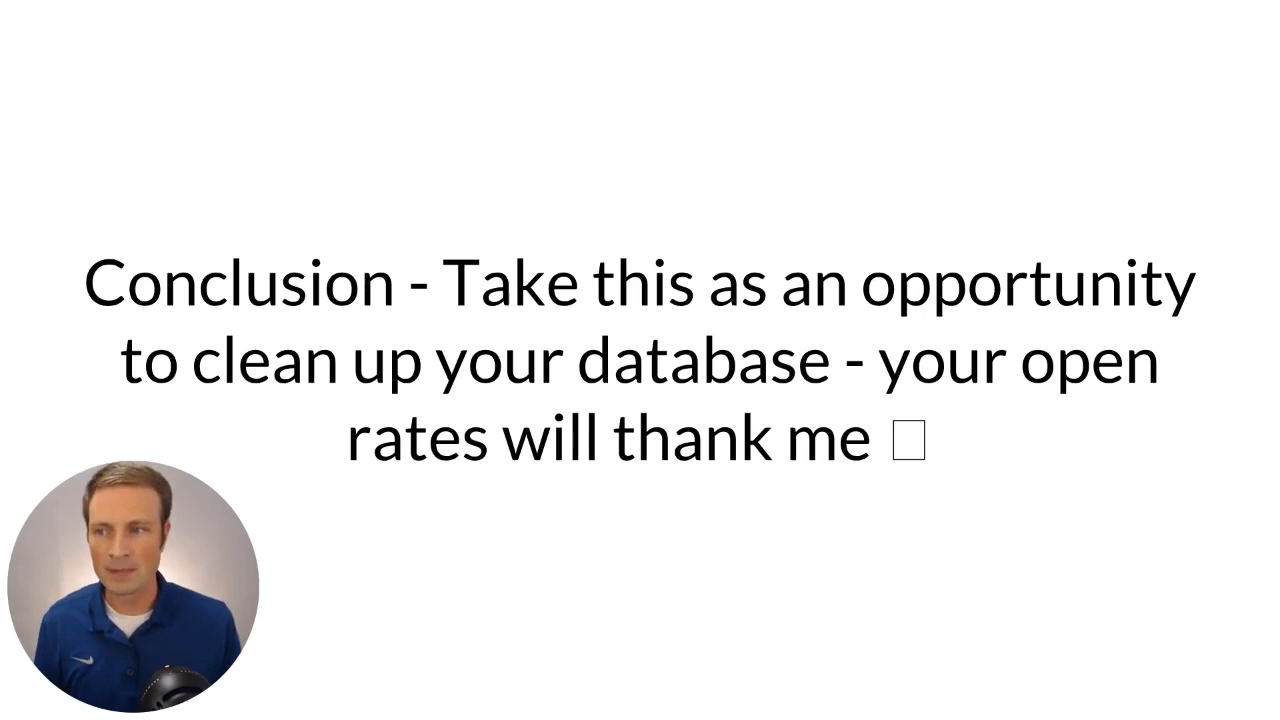 Conclusion - Take this as an opportunity
to clean up your database - your open
rates will thank me